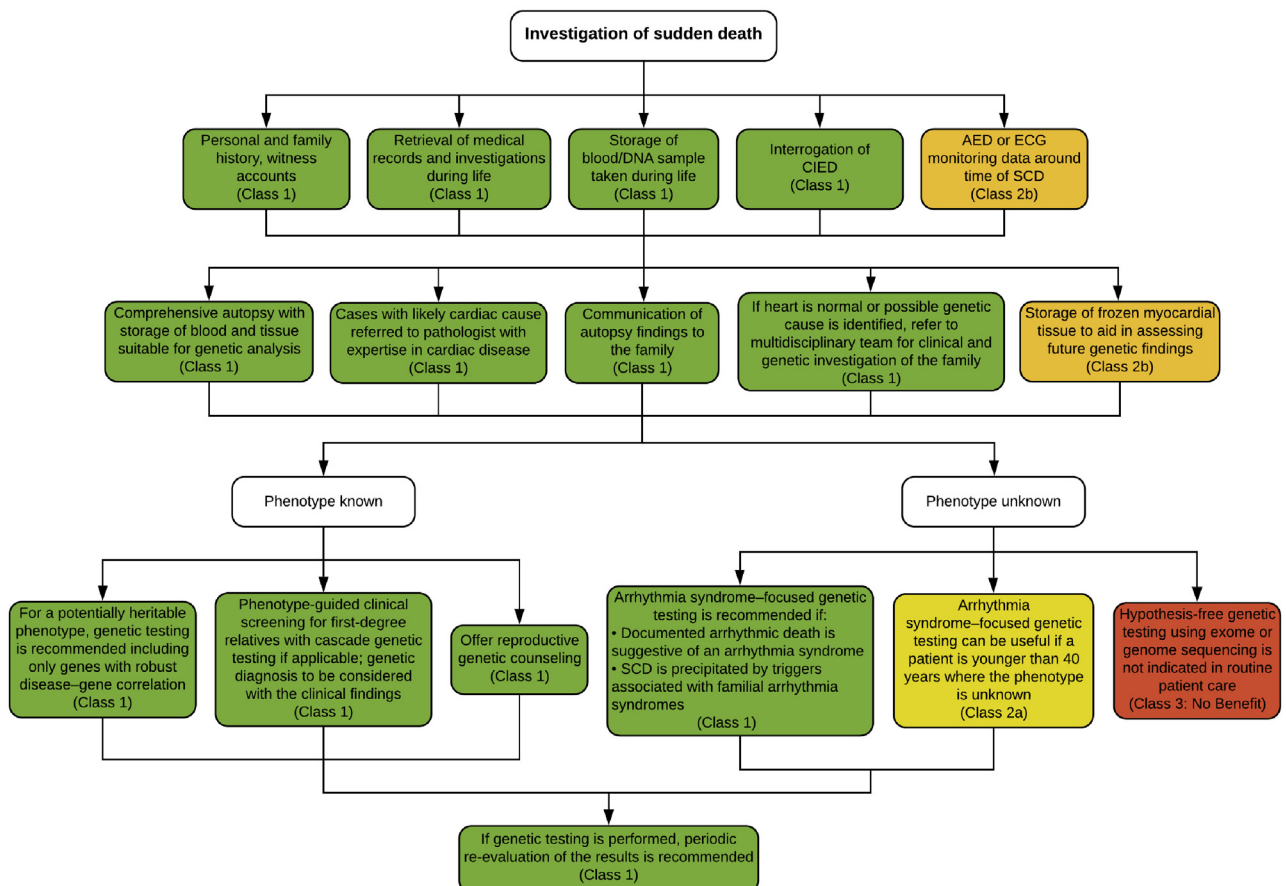 Investigation of sudden death
Personal and family
history, witness
accounts
(Class 1)
Retrieval of medical
records and investigations
during life
(Class 1)
Storage of
blood/DNA sample
taken during life
(Class 1)
Interrogation of
CIED
(Class 1)
AED or ECG
monitoring data around
time of SCD
(Class 2b)
Comprehensive autopsy with
storage of blood and tissue
suitable for genetic analysis
(Class 1)
Cases with likely cardiac cause
referred to pathologist with
expertise in cardiac disease
(Class 1)
Communication of
autopsy findings to
the family
(Class 1)
If heart is normal or possible genetic
cause is identified, refer to
multidisciplinary team for clinical and
genetic investigation of the family
(Class 1)
Storage of frozen myocardial
tissue to aid in assessing
future genetic findings
(Class 2b)
Phenotype known
Phenotype unknown
For a potentially heritable
phenotype, genetic testing
is recommended including
only genes with robust
disease–gene correlation
(Class 1)
Phenotype-guided clinical
screening for first-degree
relatives with cascade genetic
testing if applicable; genetic
diagnosis to be considered
with the clinical findings
(Class 1)
Offer reproductive
genetic counseling
(Class 1)
Arrhythmia syndrome–focused genetic
testing is recommended if:
• Documented arrhythmic death is
suggestive of an arrhythmia syndrome
• SCD is precipitated by triggers
associated with familial arrhythmia
syndromes
(Class 1)
Arrhythmia
syndrome–focused genetic
testing can be useful if a
patient is younger than 40
years where the phenotype
is unknown
(Class 2a)
Hypothesis-free genetic
testing using exome or
genome sequencing is
not indicated in routine
patient care
(Class 3: No Benefit)
If genetic testing is performed, periodic
re-evaluation of the results is recommended
(Class 1)